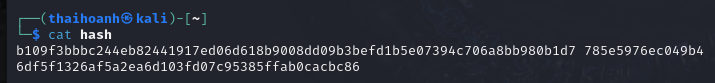 ┌──(thaihoanh㉿kali)-[~]
└─$ cat hash
b109f3bbbc244eb82441917ed06d618b9008dd09b3befd1b5e07394c706a8bb980b1d7 785e5976ec049b4
6df5f1326af5a2ea6d103fd07c95385ffab0cacbc86